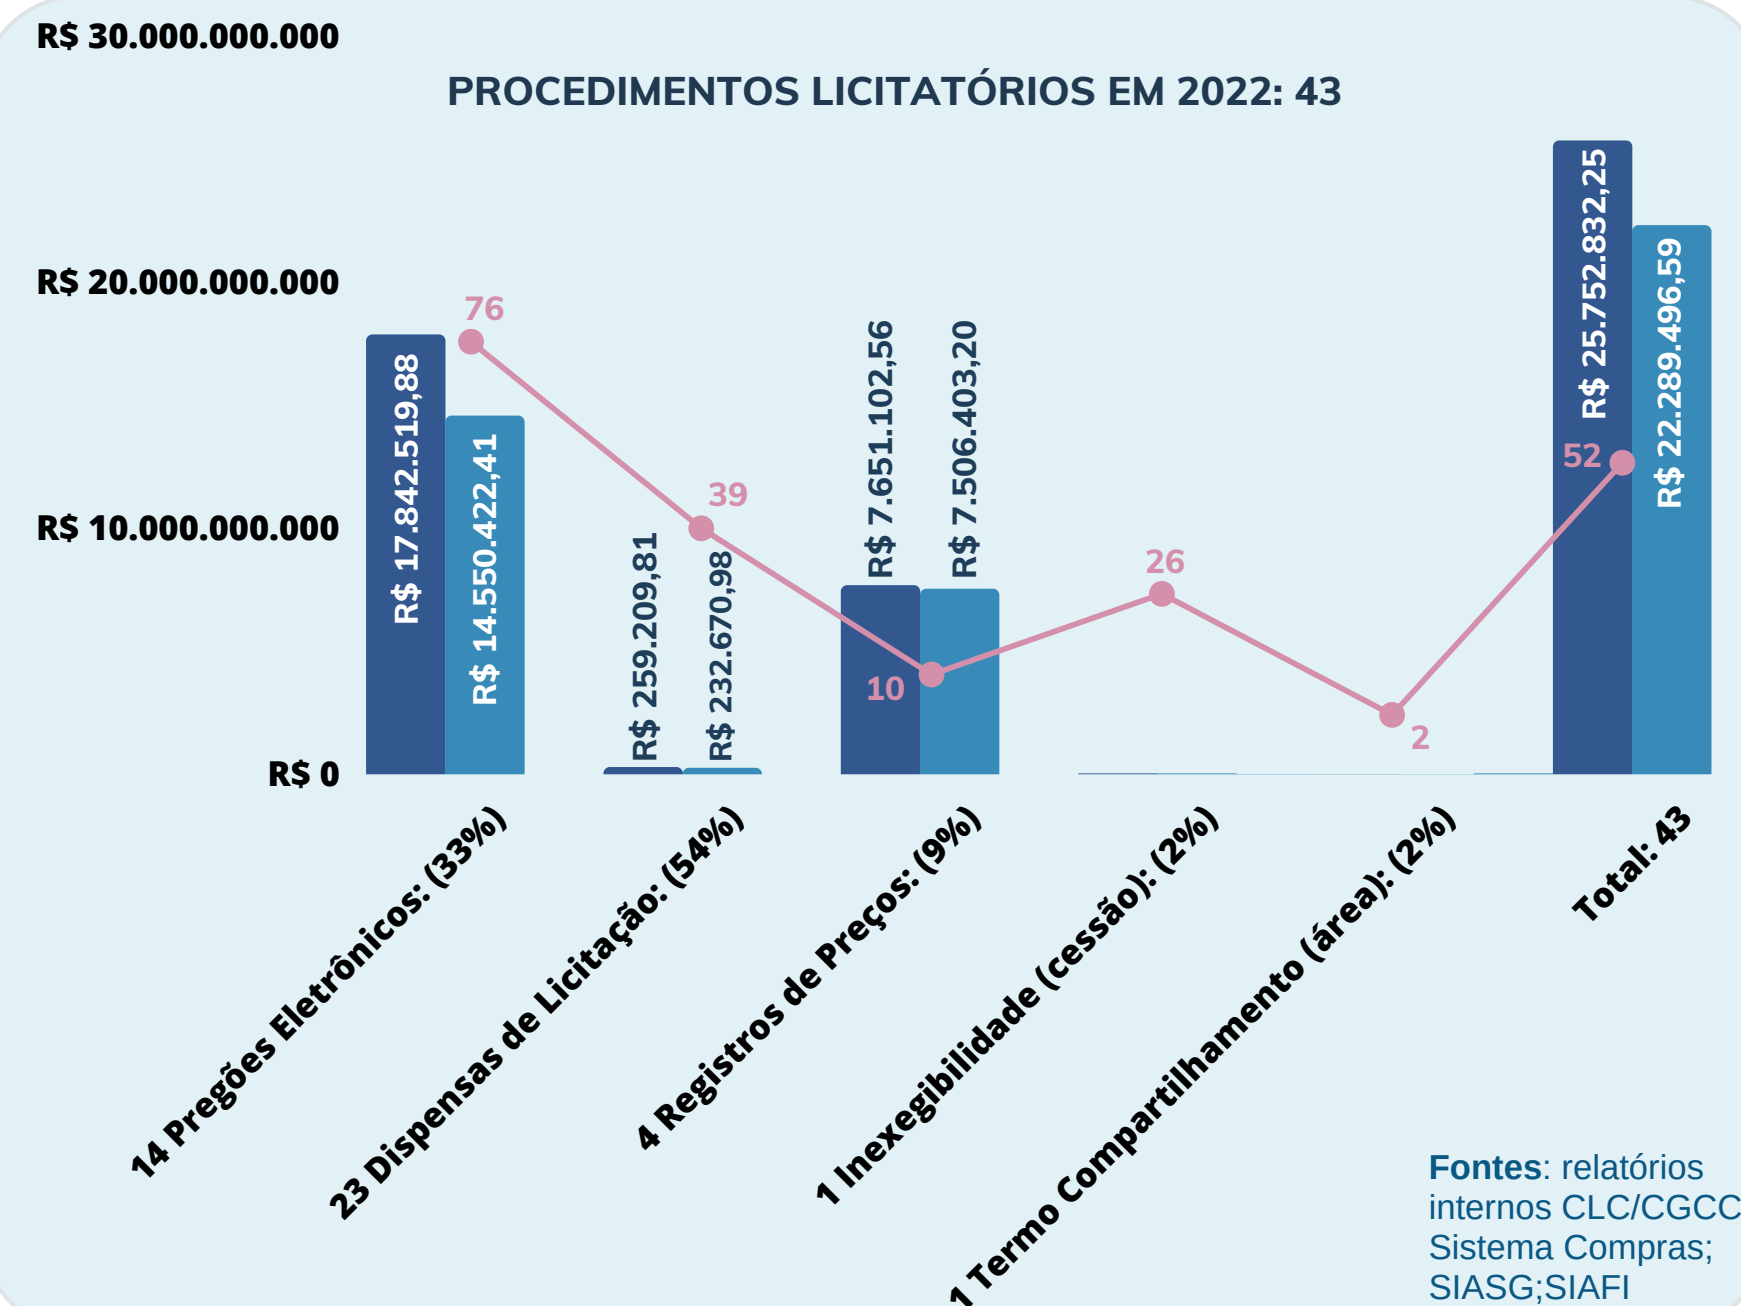 R$ 30.000.000.000
PROCEDIMENTOS LICITATÓRIOS EM 2022: 43
R$ 20.000.000.000
R$ 10.000.000.000
R$ 0
R$ 17.842.519,88
R$ 14.550.422,41
R$ 259.209,81
R$ 232.670,98
R$ 7.651.102,56
R$ 7.506.403,20
R$ 25.752.832,25
R$ 22.289.496,59
76
39
10
26
2
52
14 Pregões Eletrônicos: (33%)
23 Dispensas de Licitação: (54%)
4 Registros de Preços: (9%)
1 Inexegibilidade (cessão): (2%)
1 Termo Compartilhamento (área): (2%)
Total: 43
Fontes: relatórios
internos CLC/CGCC
Sistema Compras;
SIASG;SIAFI